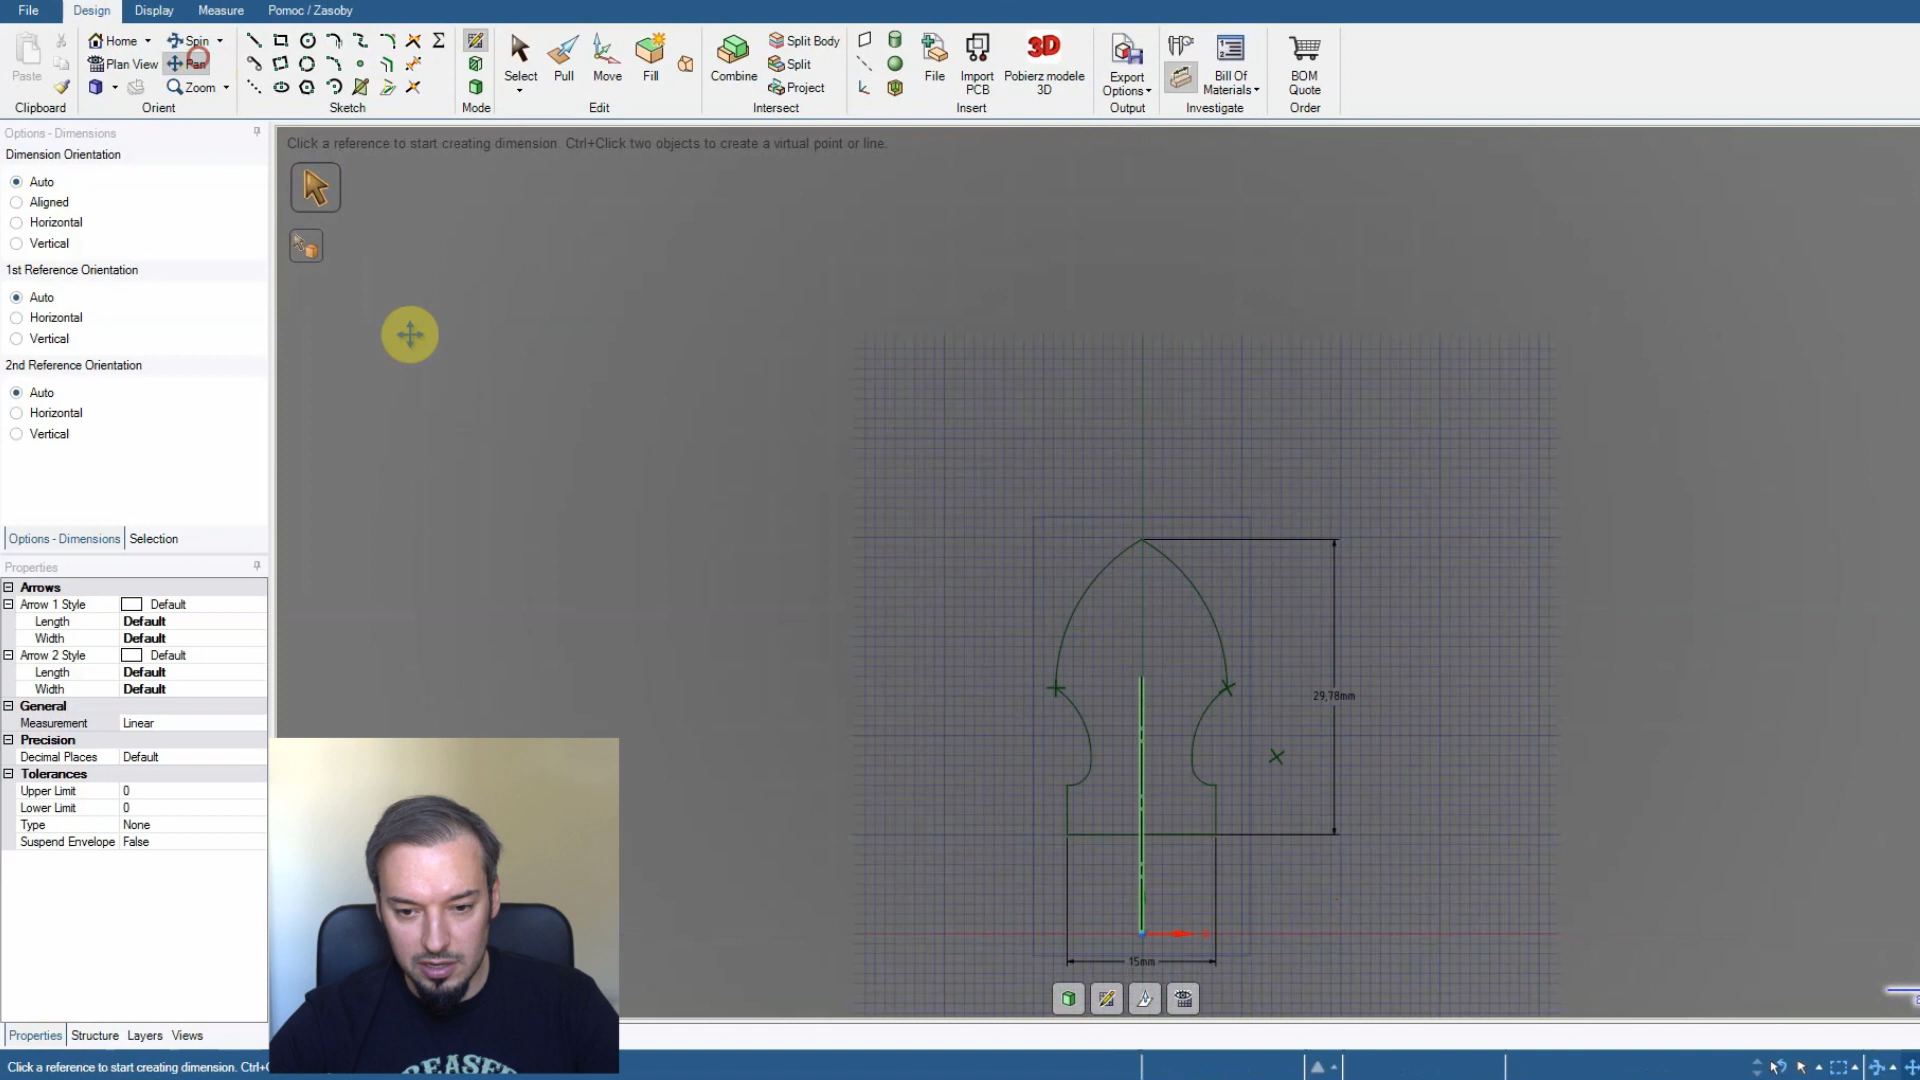 File Design Display Measure Pomoc / Zasoby
Paste
Clipboard
Home
Spin
Plan View
Pan
Zoom
Orient
Sketch
Mode
Select
Pull
Move
Fill
Edit
Combine
Split Body
Split
Project
Intersect
File
Import PCB
Pobierz modele 3D
3D
Insert
Export Options
Output
Bill Of Materials
Investigate
BOM Quote
Order
Options - Dimensions
Dimension Orientation
Auto
Aligned
Horizontal
Vertical
1st Reference Orientation
Auto
Horizontal
Vertical
2nd Reference Orientation
Auto
Horizontal
Vertical
Options - Dimensions Selection
Properties
Arrows
Arrow 1 Style Default
Length Default
Width Default
Arrow 2 Style Default
Length Default
Width Default
General
Measurement Linear
Precision
Decimal Places Default
Tolerances
Upper Limit 0
Lower Limit 0
Type None
Suspend Envelope False
Properties Structure Layers Views
Click a reference to start creating dimension. Ctrl+Click two objects to create a virtual point or line.
29,78mm
15mm
Click a reference to start creating dimension. Ctrl+C